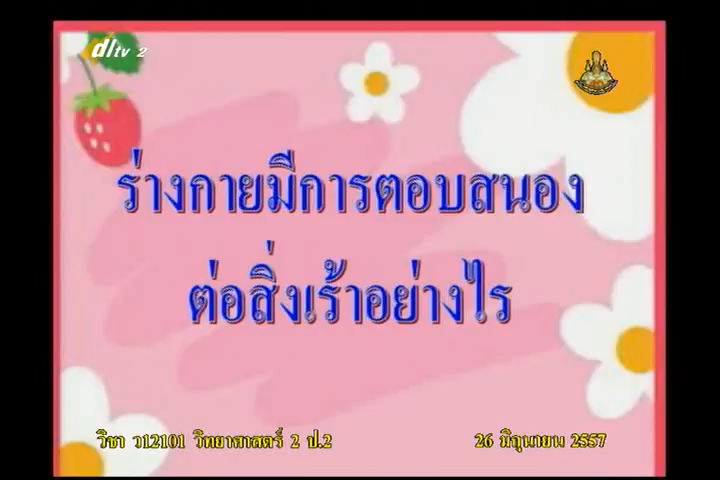 dltv 2
ร่างกายมีการตอบสนอง
ต่อสิ่งเร้าอย่างไร
วิชา ว12101 วิทยาศาสตร์ 2 ป.2
26 มิถุนายน 2557